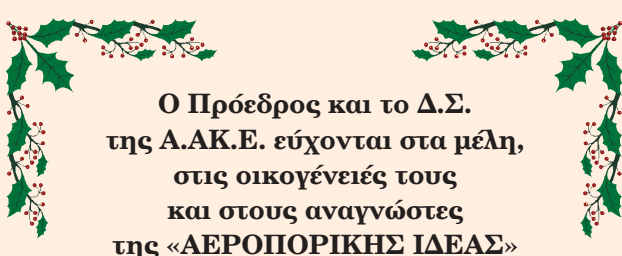 Ο Πρόεδρος και το Δ.Σ.
της Α.ΑΚ.Ε. εύχονται στα μέλη,
στις οικογένειές τους
και στους αναγνώστες
της «ΑΕΡΟΠΟΡΙΚΗΣ ΙΔΕΑΣ»